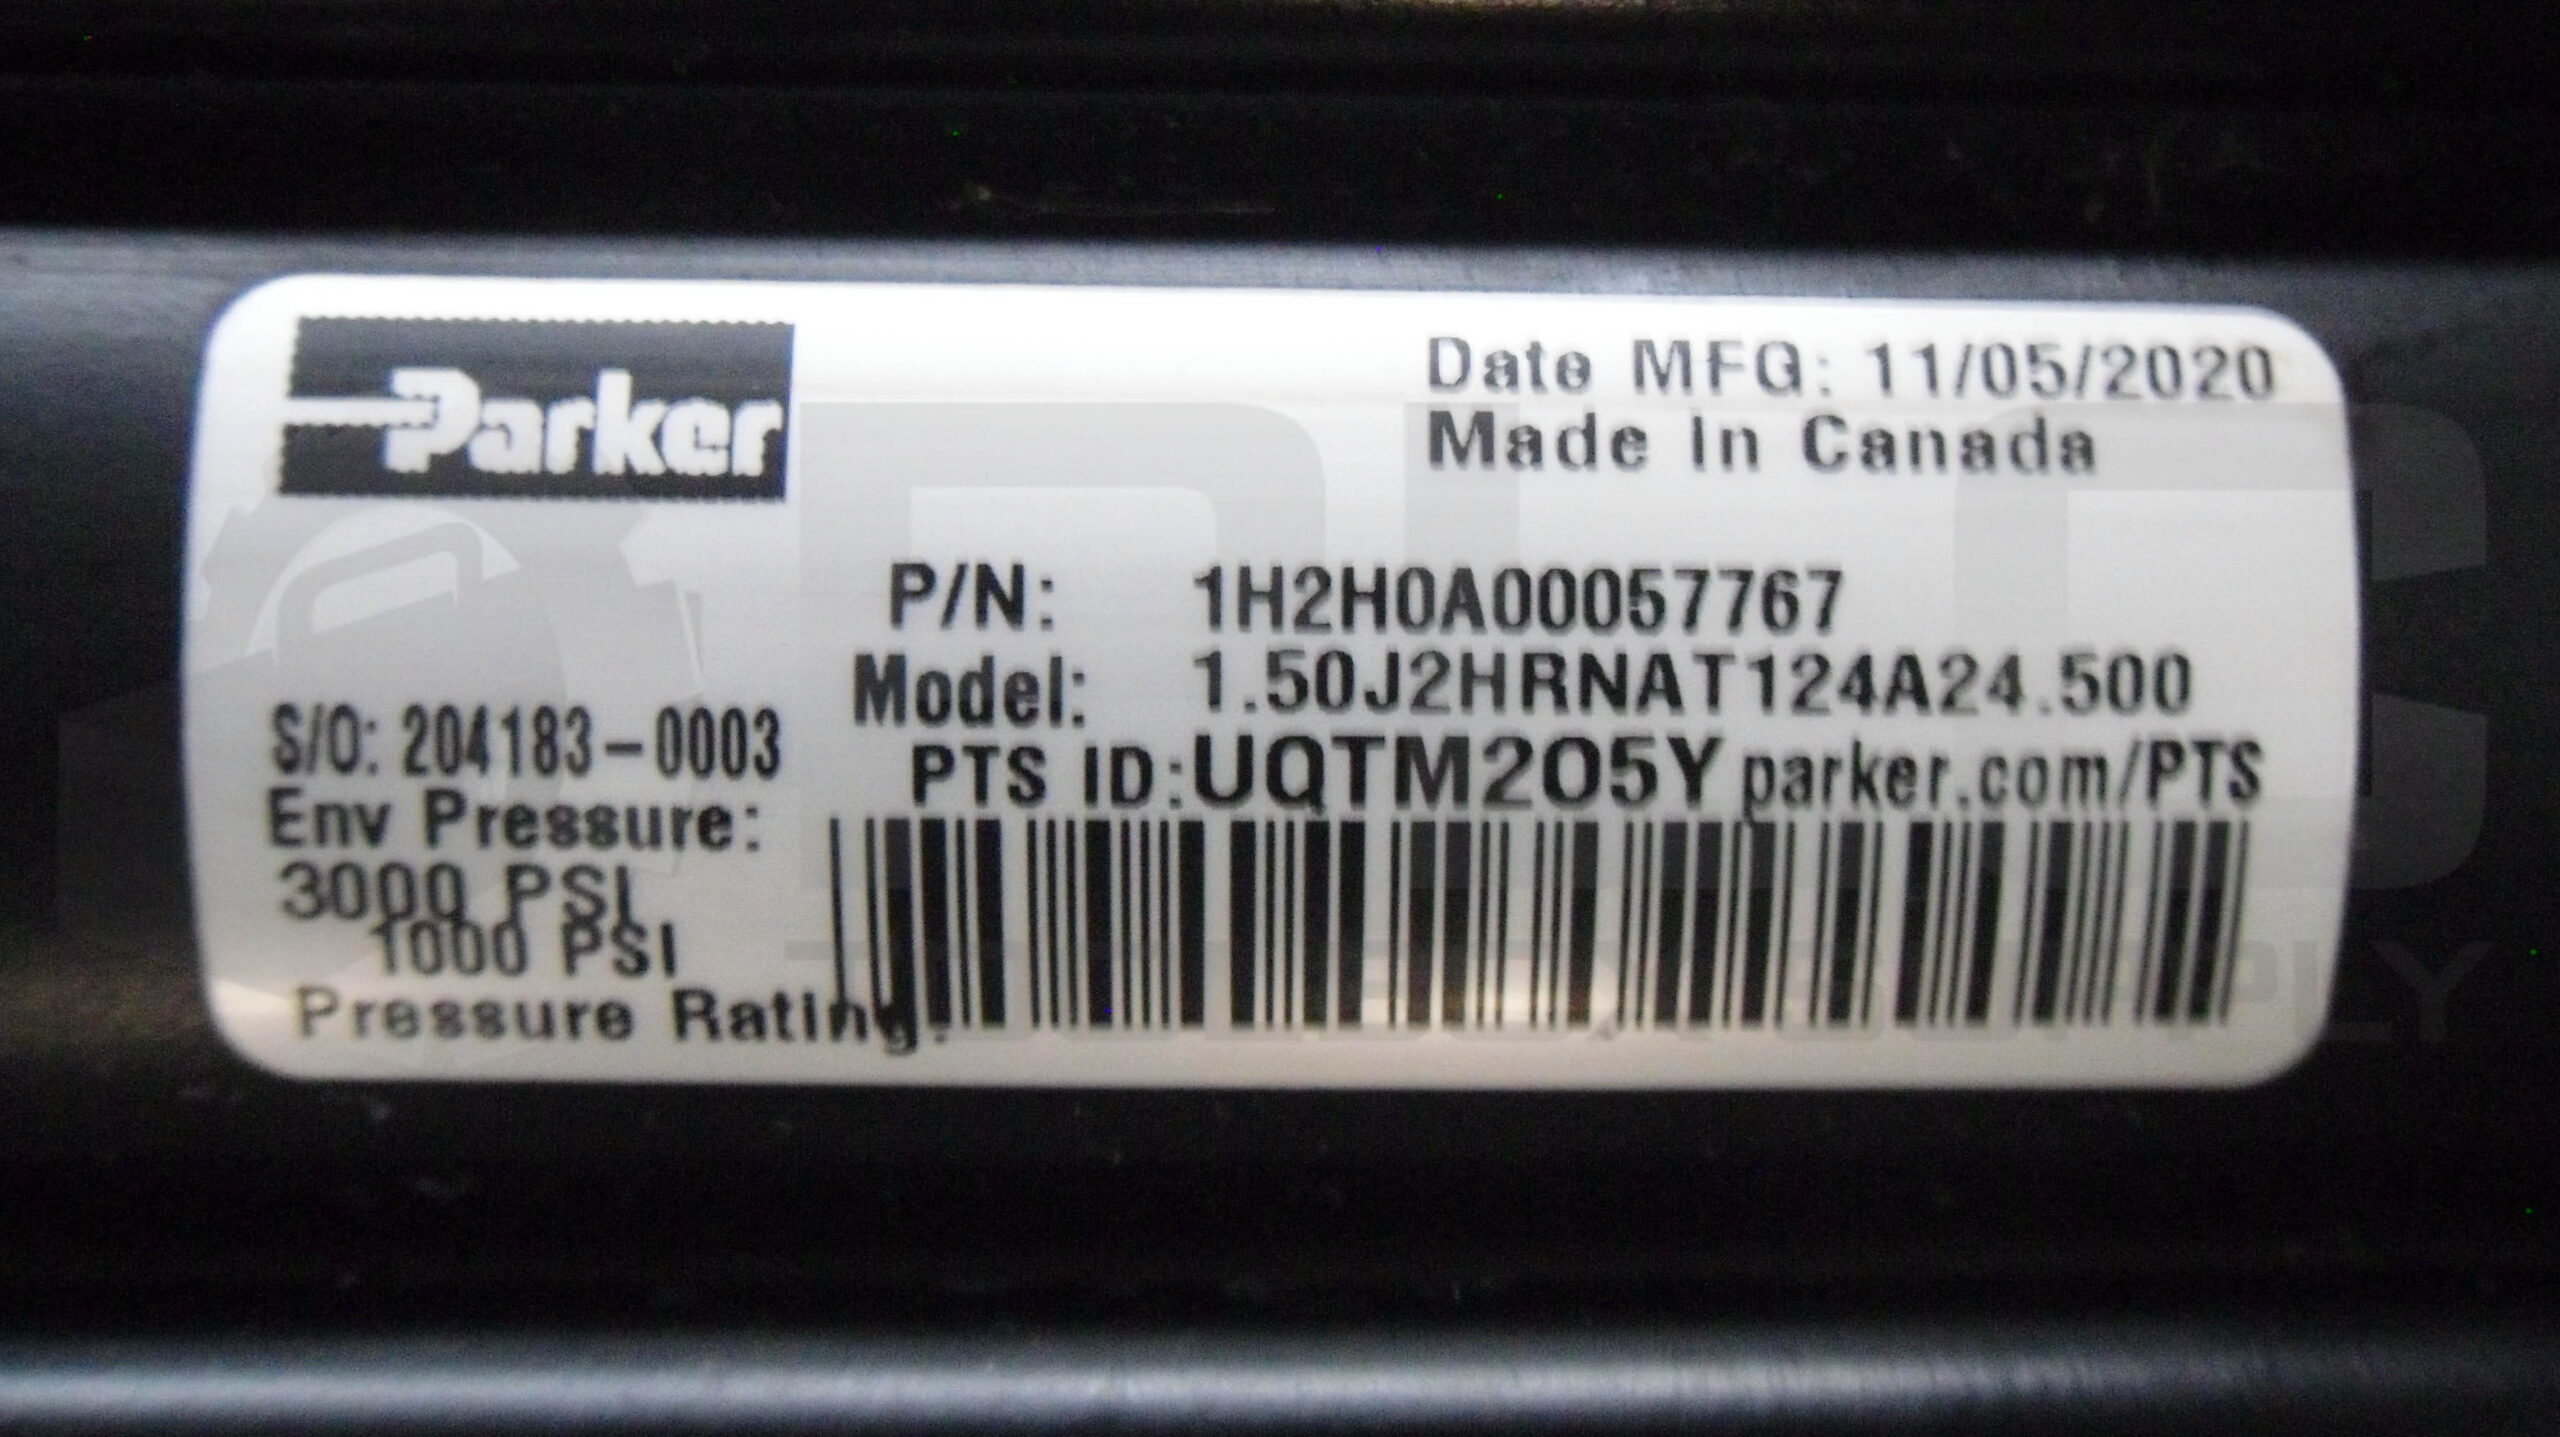 Parker
Date MFG: 11/05/2020
Made In Canada
P/N: 1H2H0A00057767
Model: 1.50J2HRNAT124A24.500
PTS ID:UQTM2O5Y parker.com/PTS
S/O: 204183-0003
Env Pressure:
3000 PSI
1000 PSI
Pressure Rating: